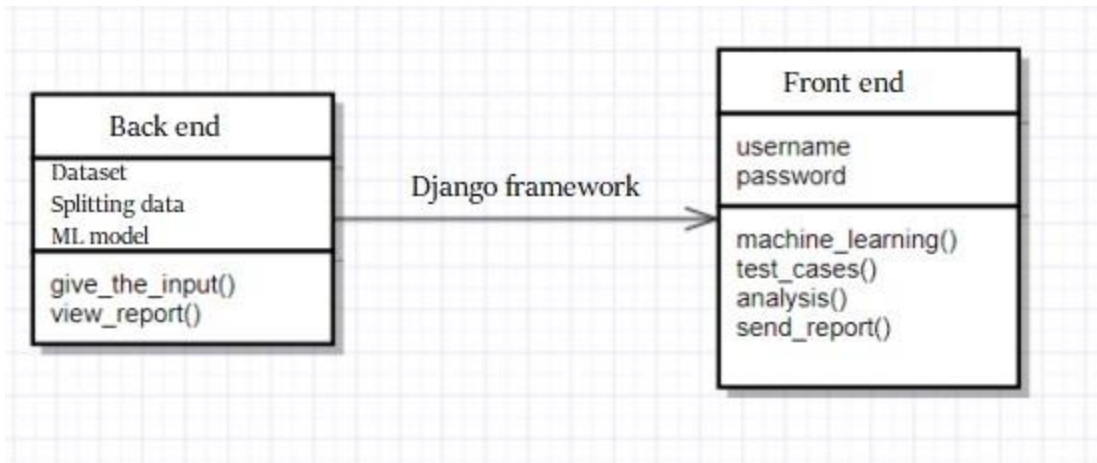 Back end
Dataset
Splitting data
ML model
give_the_input()
view_report()
Django framework
Front end
username
password
machine_learning()
test_cases()
analysis()
send_report()